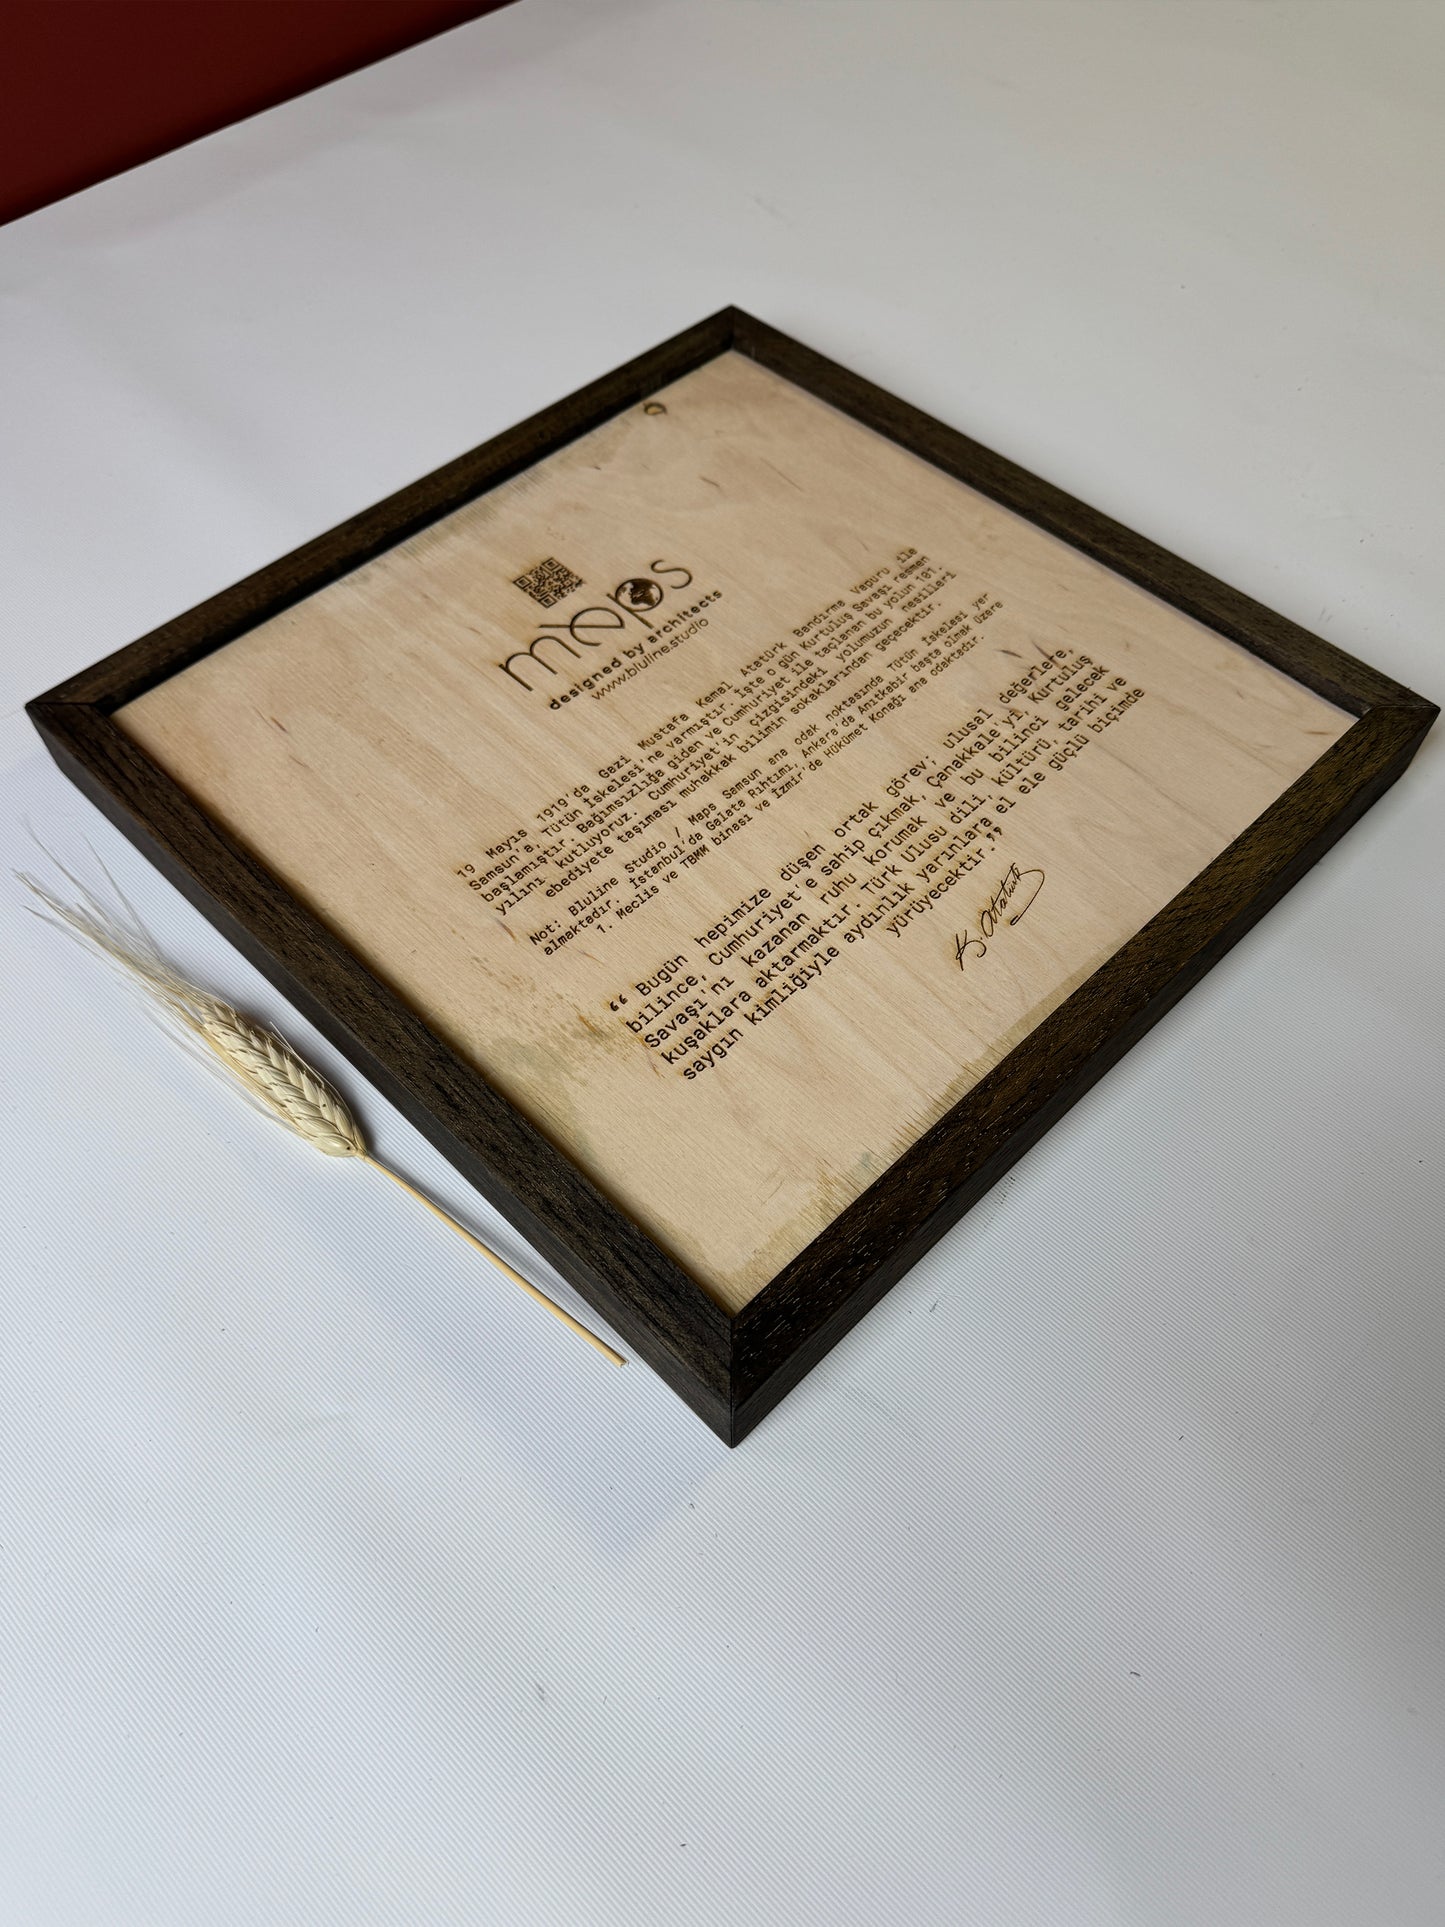 maps
designed by architects
www.bluline.studio
19 Mayıs 1919'da Gazi Mustafa Kemal Atatürk Bandırma Vapuru ile
Samsun'a, Tütün İskelesi'ne varmıştır. İşte o gün Kurtuluş Savaşı resmen
başlamıştır. Bağımsızlığa giden ve Cumhuriyet ile taçlanan bu yolun 101.
yılını kutluyoruz. Cumhuriyet'in çizgisindeki yolumuzun nesilleri
ebediyete taşıması muhakkak bilimin sokaklarından geçecektir.
Not: Bluline Studio / Maps Samsun ana odak noktasında Tütün İskelesi yer
almaktadır. İstanbul'da Galata Rıhtımı, Ankara'da Anıtkabir başta olmak üzere
1. Meclis ve TBMM binası ve İzmir'de Hükümet Konağı ana odaktadır.
“ Bugün hepimize düşen ortak görev; ulusal değerlere,
bilince, Cumhuriyet'e sahip çıkmak, Çanakkale'yi Kurtuluş
Savaşı'nı kazanan ruhu korumak ve bu bilinci gelecek
kuşaklara aktarmaktır. Türk Ulusu dili, kültürü, tarihi ve
saygın kimliğiyle aydınlık yarınlara el ele güçlü biçimde
yürüyecektir.”
K. Atatürk